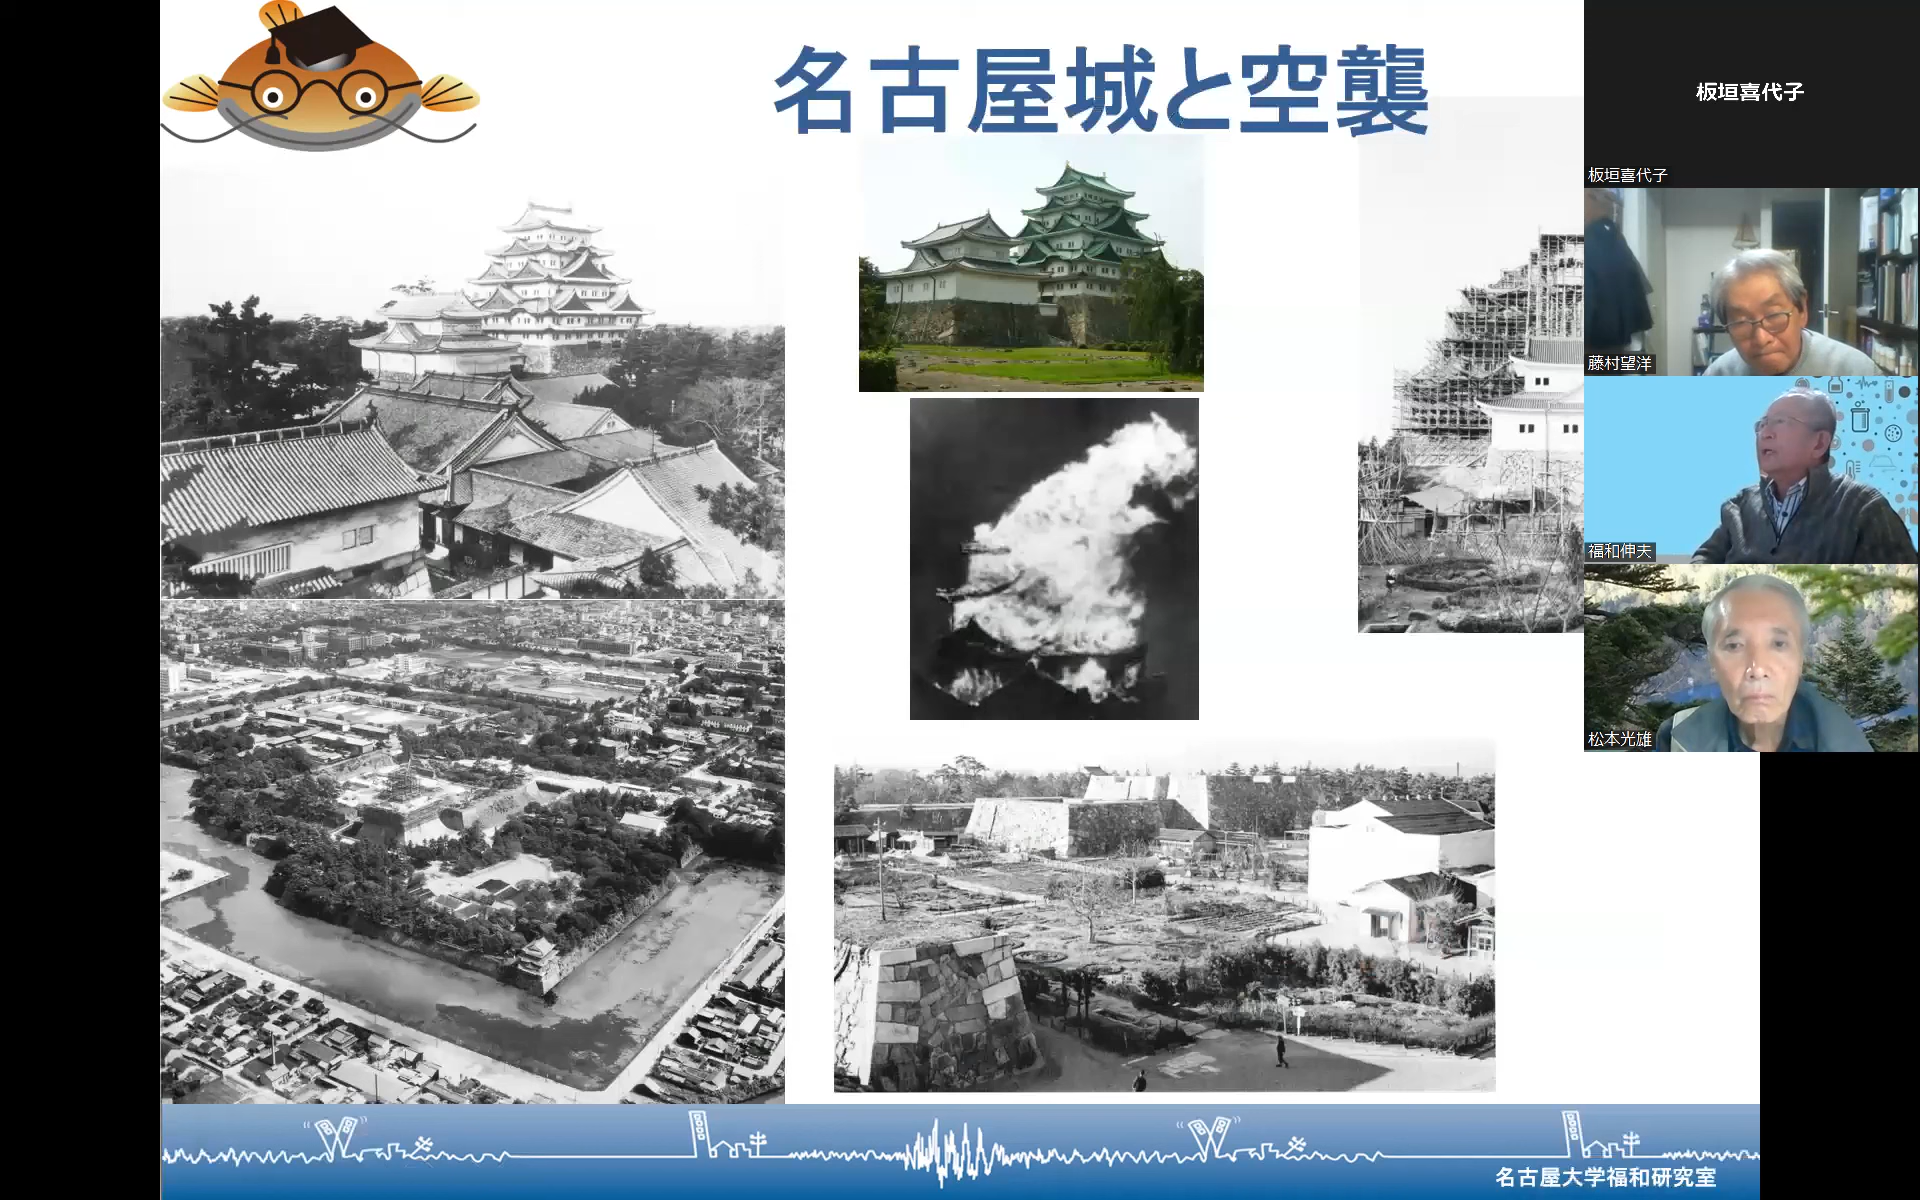 名古屋城と空襲
板垣喜代子
板垣喜代子
藤村望洋
福和伸夫
松本光雄
名古屋大学福和研究室